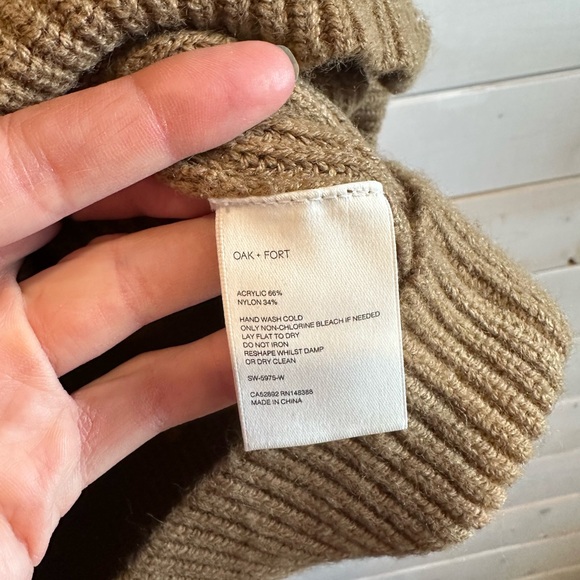 OAK + FORT
ACRYLIC 66%
NYLON 34%
HAND WASH COLD
ONLY NON-CHLORINE BLEACH IF NEEDED
LAY FLAT TO DRY
DO NOT IRON
RESHAPE WHILST DAMP
OR DRY CLEAN
SW-5975-W
CA52892 RN148368
MADE IN CHINA